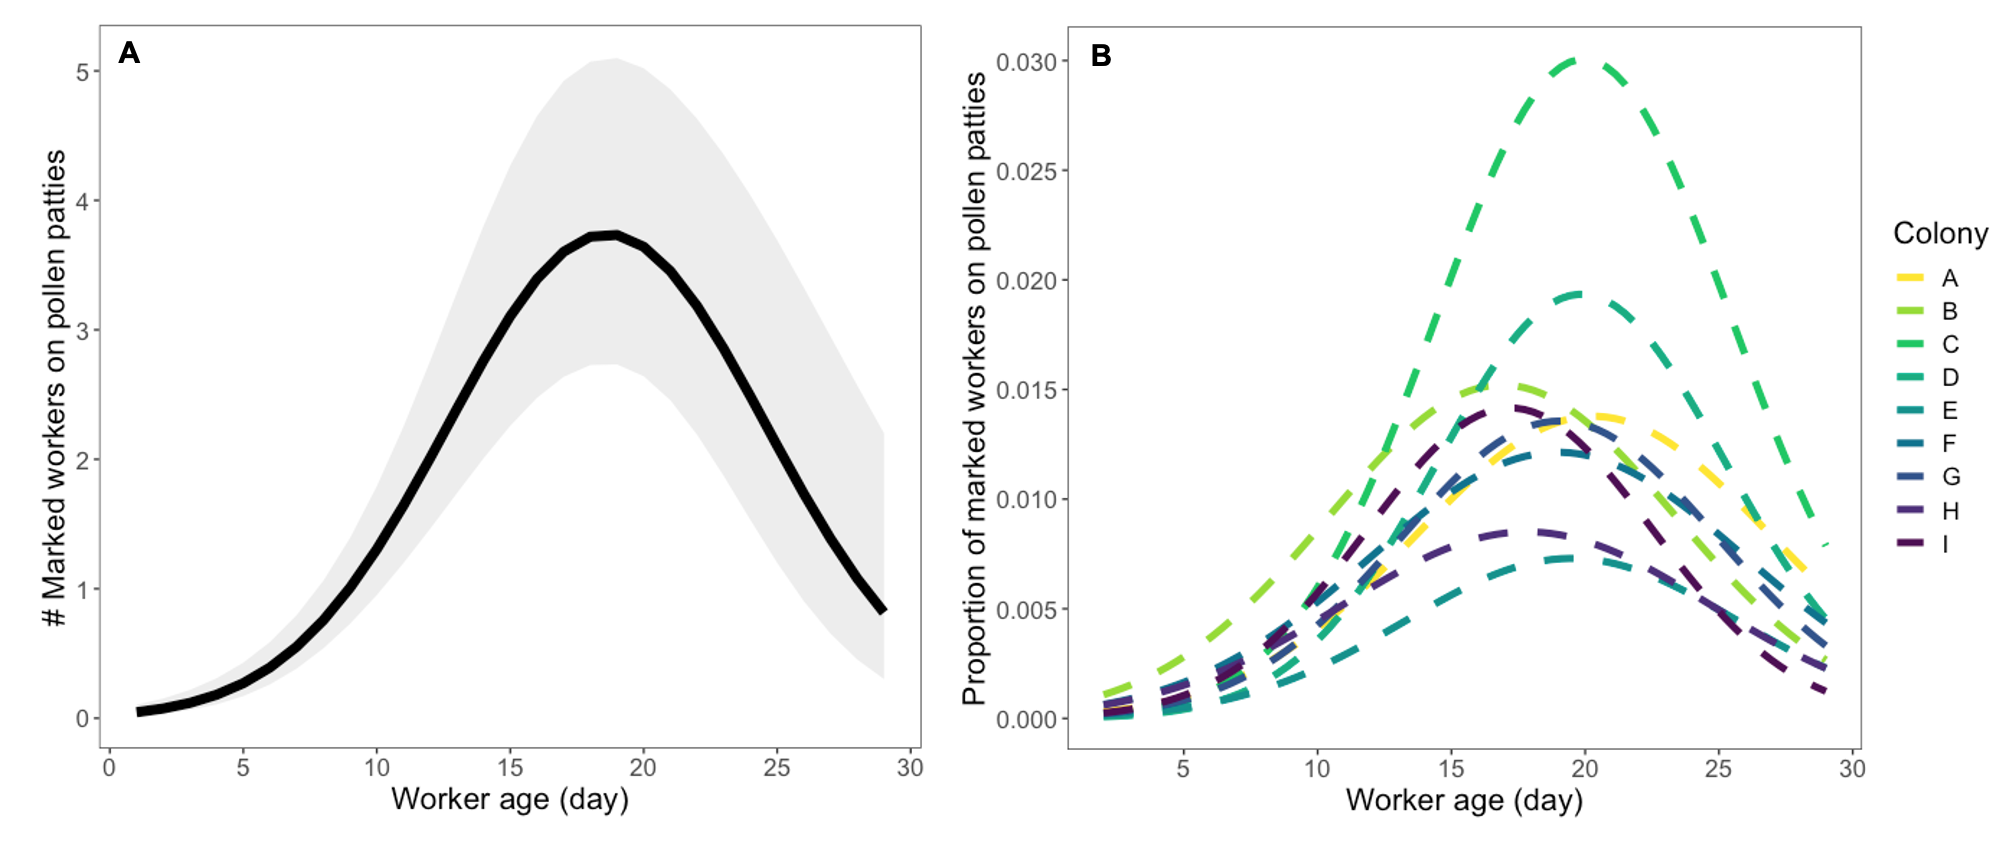 A
# Marked workers on pollen patties
5
4
3
2
1
0
0 5 10 15 20 25 30
Worker age (day)
B
Proportion of marked workers on pollen patties
0.030
0.025
0.020
0.015
0.010
0.005
0.000
5 10 15 20 25 30
Worker age (day)
Colony
A
B
C
D
E
F
G
H
I